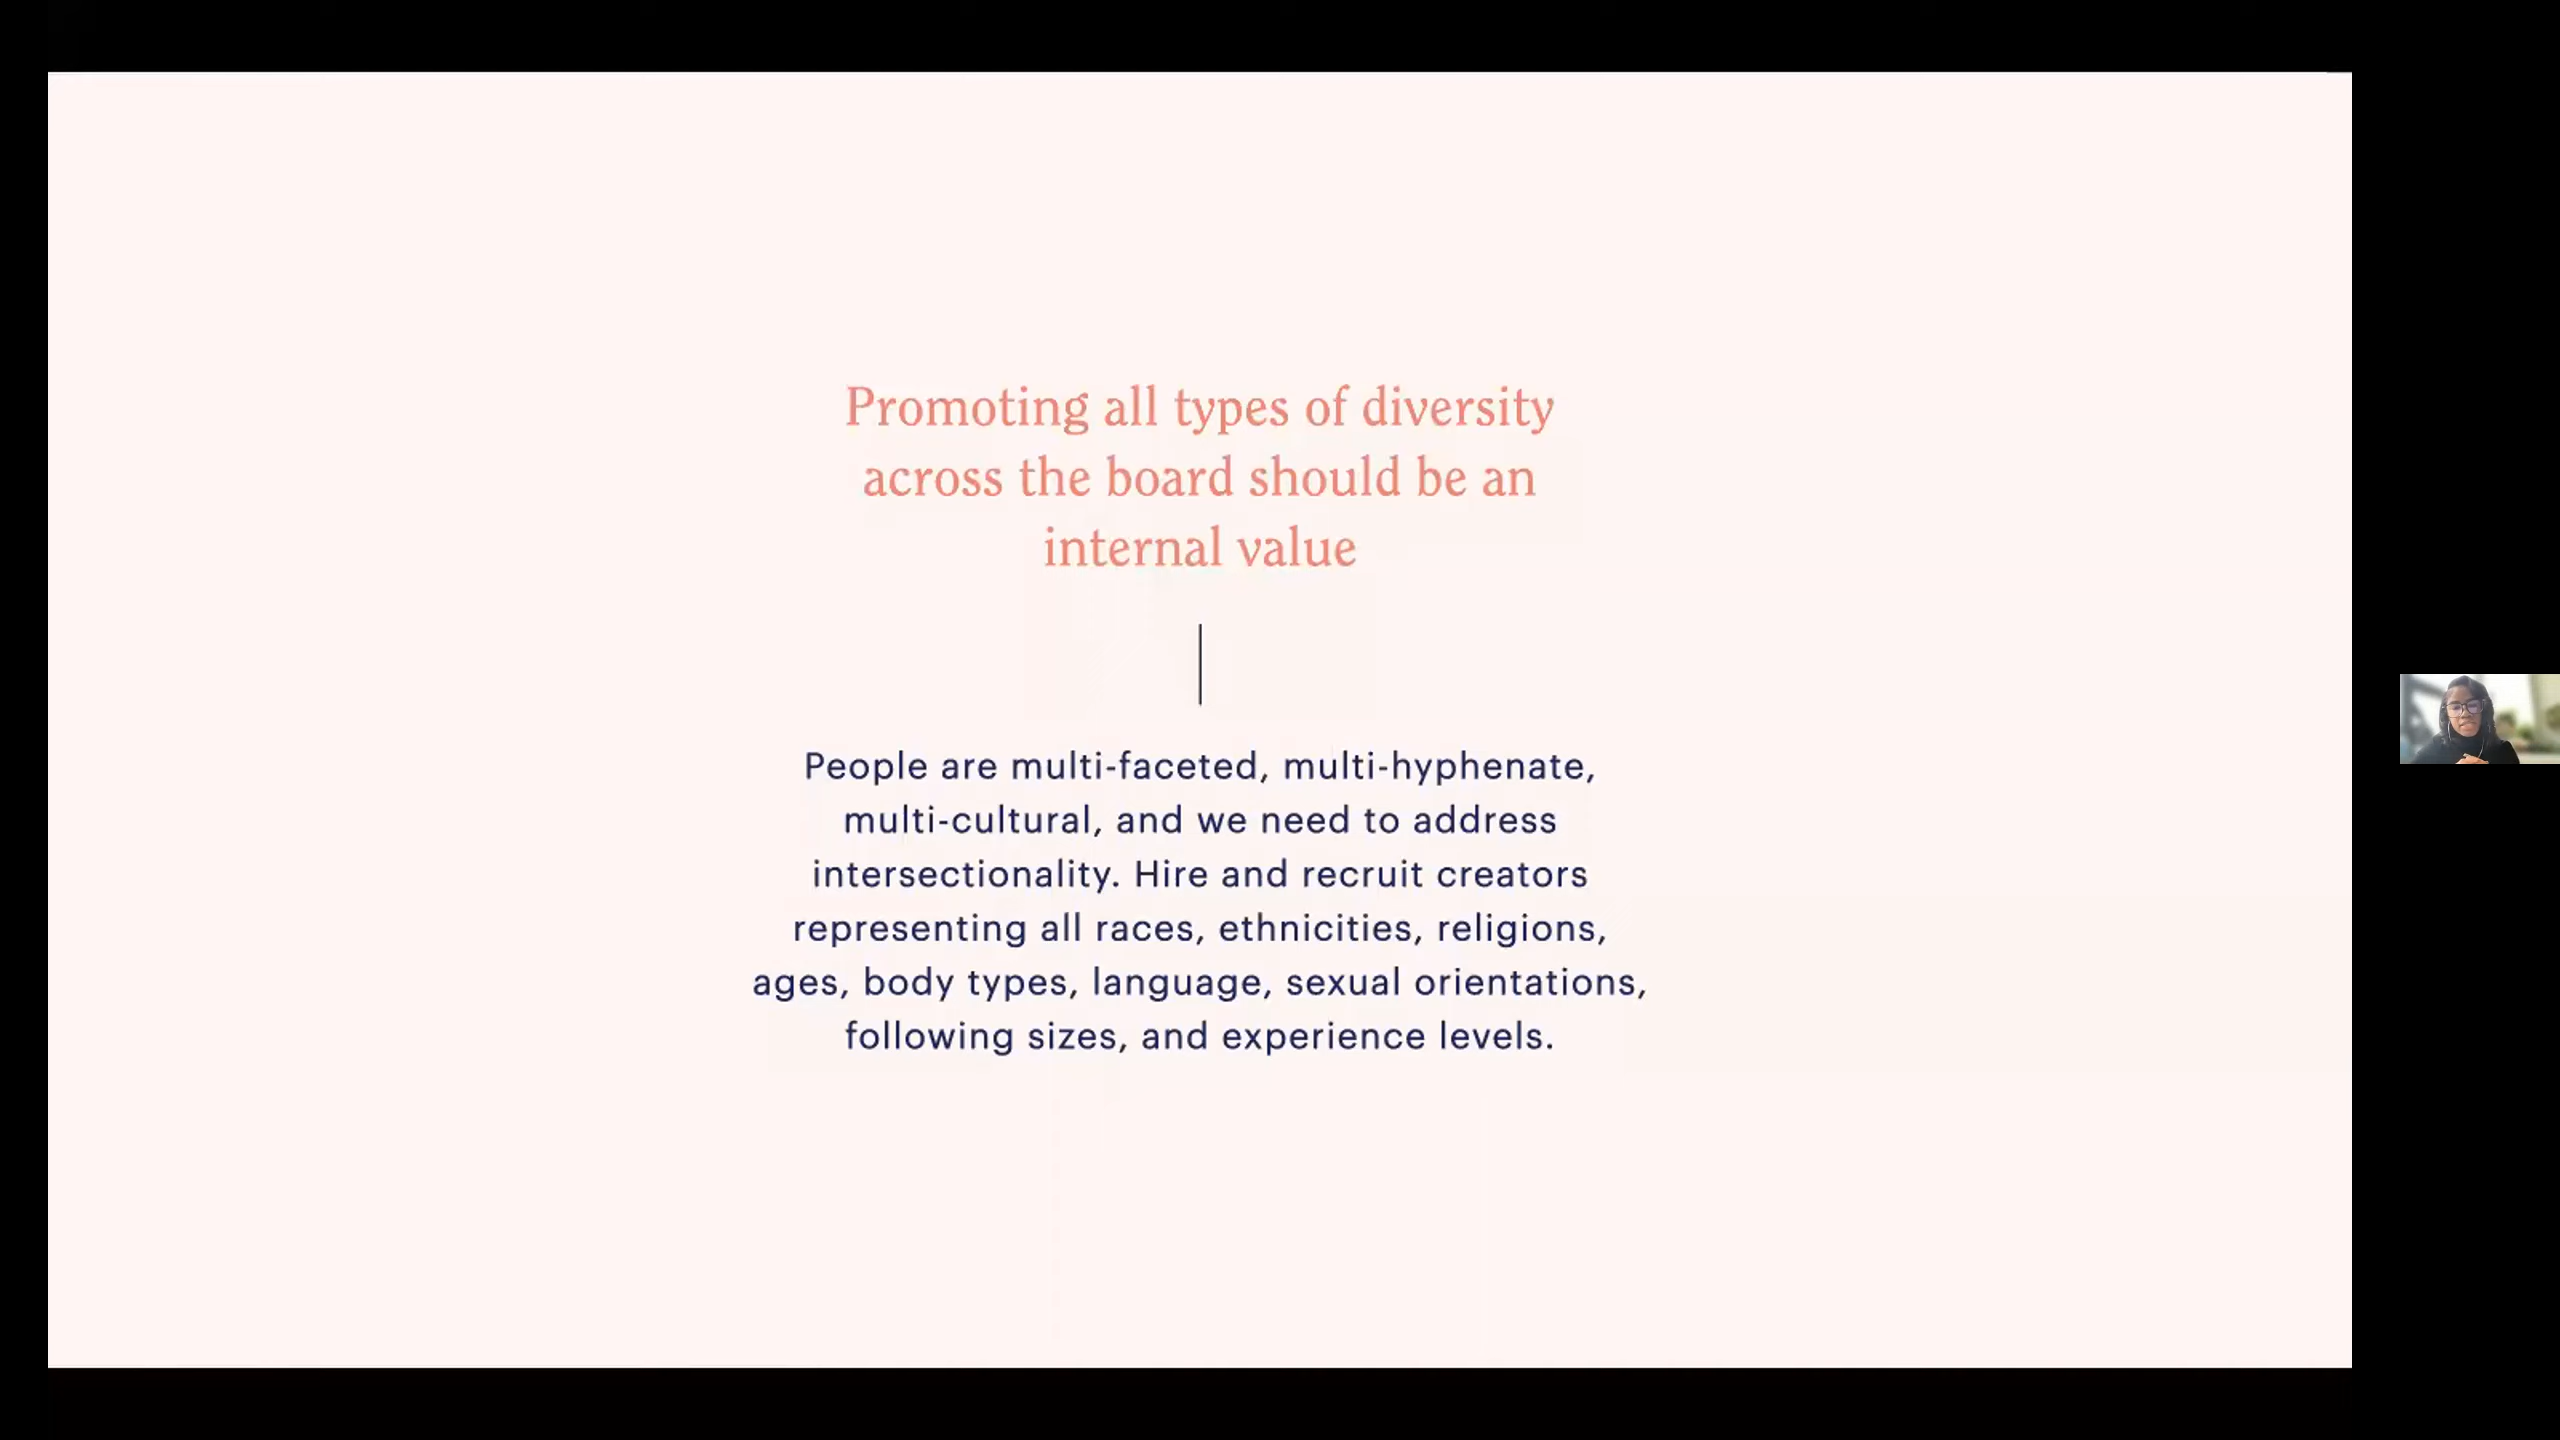 Promoting all types of diversity
across the board should be an
internal value
People are multi-faceted, multi-hyphenate,
multi-cultural, and we need to address
intersectionality. Hire and recruit creators
representing all races, ethnicities, religions,
ages, body types, language, sexual orientations,
following sizes, and experience levels.